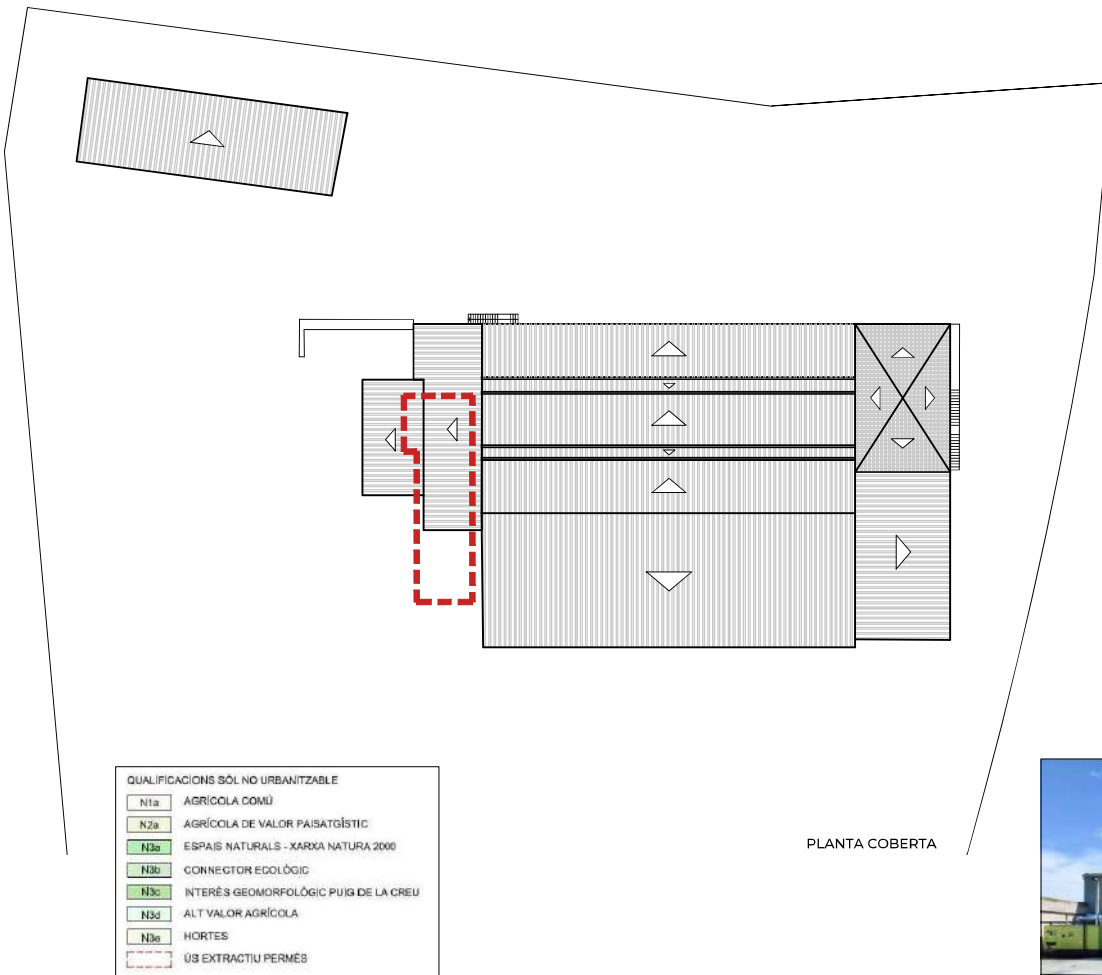 PLANTA COBERTA
QUALIFICACIONS SÒL NO URBANITZABLE
N1a AGRÍCOLA COMÚ
N2a AGRÍCOLA DE VALOR PAISATGÍSTIC
N3a ESPAIS NATURALS - XARXA NATURA 2000
N3b CONNECTOR ECOLÒGIC
N3c INTERÈS GEOMORFOLÒGIC PUIG DE LA CREU
N3d ALT VALOR AGRÍCOLA
N3e HORTES
ÚS EXTRACTIU PERMÈS